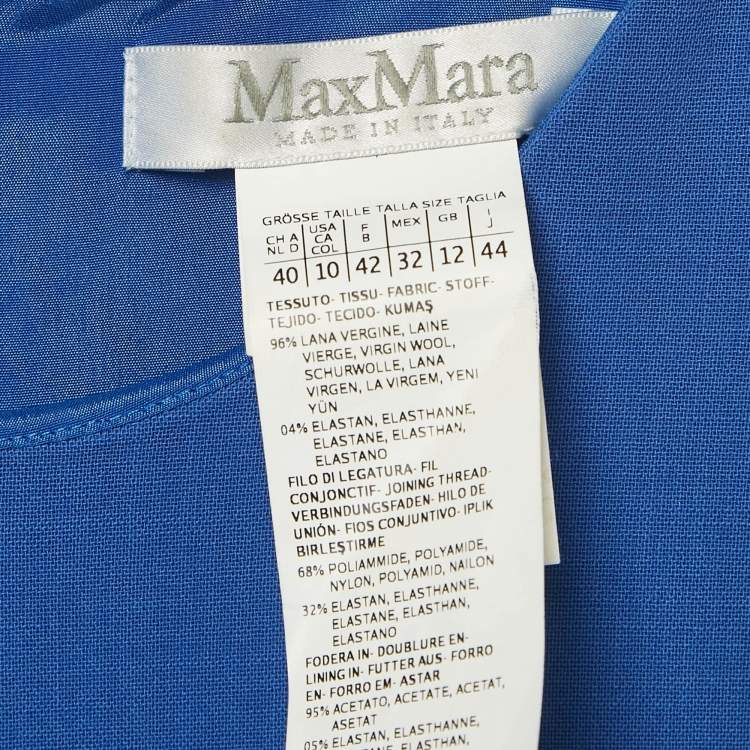 MaxMara
MADE IN ITALY
GRÖSSE TAILLE TALLA SIZE TAGLIA
CH A USA F MEX GB I
NL D CA B J
COL
40 10 42 32 12 44
TESSUTO- TISSU- FABRIC- STOFF-
TEJIDO- TECIDO- KUMAŞ
96% LANA VERGINE, LAINE
VIERGE, VIRGIN WOOL,
SCHURWOLLE, LANA
VIRGEN, LA VIRGEM, YENI
YÜN
04% ELASTAN, ELASTHANNE,
ELASTANE, ELASTHAN,
ELASTANO
FILO DI LEGATURA- FIL
CONJONCTIF- JOINING THREAD-
VERBINDUNGSFADEN- HILO DE
UNIÓN- FIOS CONJUNTIVO- IPLIK
BIRLEŞTIRME
68% POLIAMMIDE, POLYAMIDE,
NYLON, POLYAMID, NAILON
32% ELASTAN, ELASTHANNE,
ELASTANE, ELASTHAN,
ELASTANO
FODERA IN- DOUBLURE EN-
LINING IN- FUTTER AUS- FORRO
EN- FORRO EM- ASTAR
95% ACETATO, ACETATE, ACETAT,
ASETAT
05% ELASTAN, ELASTHANNE,
ELASTANE, ELASTHAN,